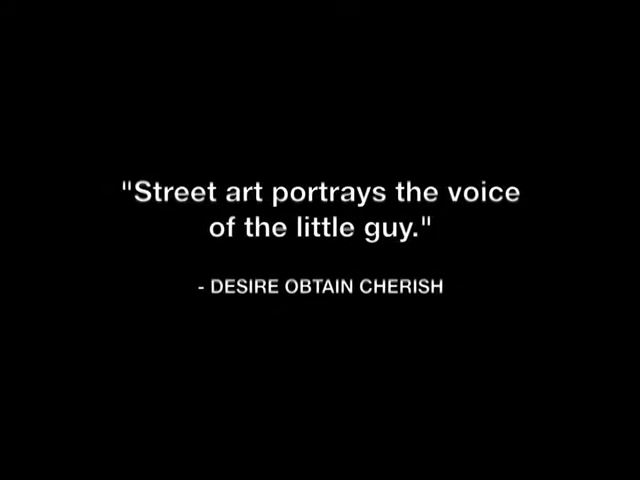 "Street art portrays the voice
of the little guy."
- DESIRE OBTAIN CHERISH